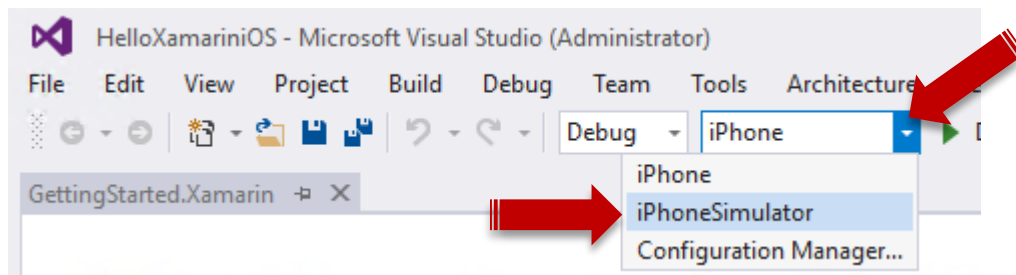 HelloXamariniOS - Microsoft Visual Studio (Administrator)
File Edit View Project Build Debug Team Tools Architecture
Debug iPhone
iPhone
GettingStarted.Xamarin
iPhoneSimulator
Configuration Manager...